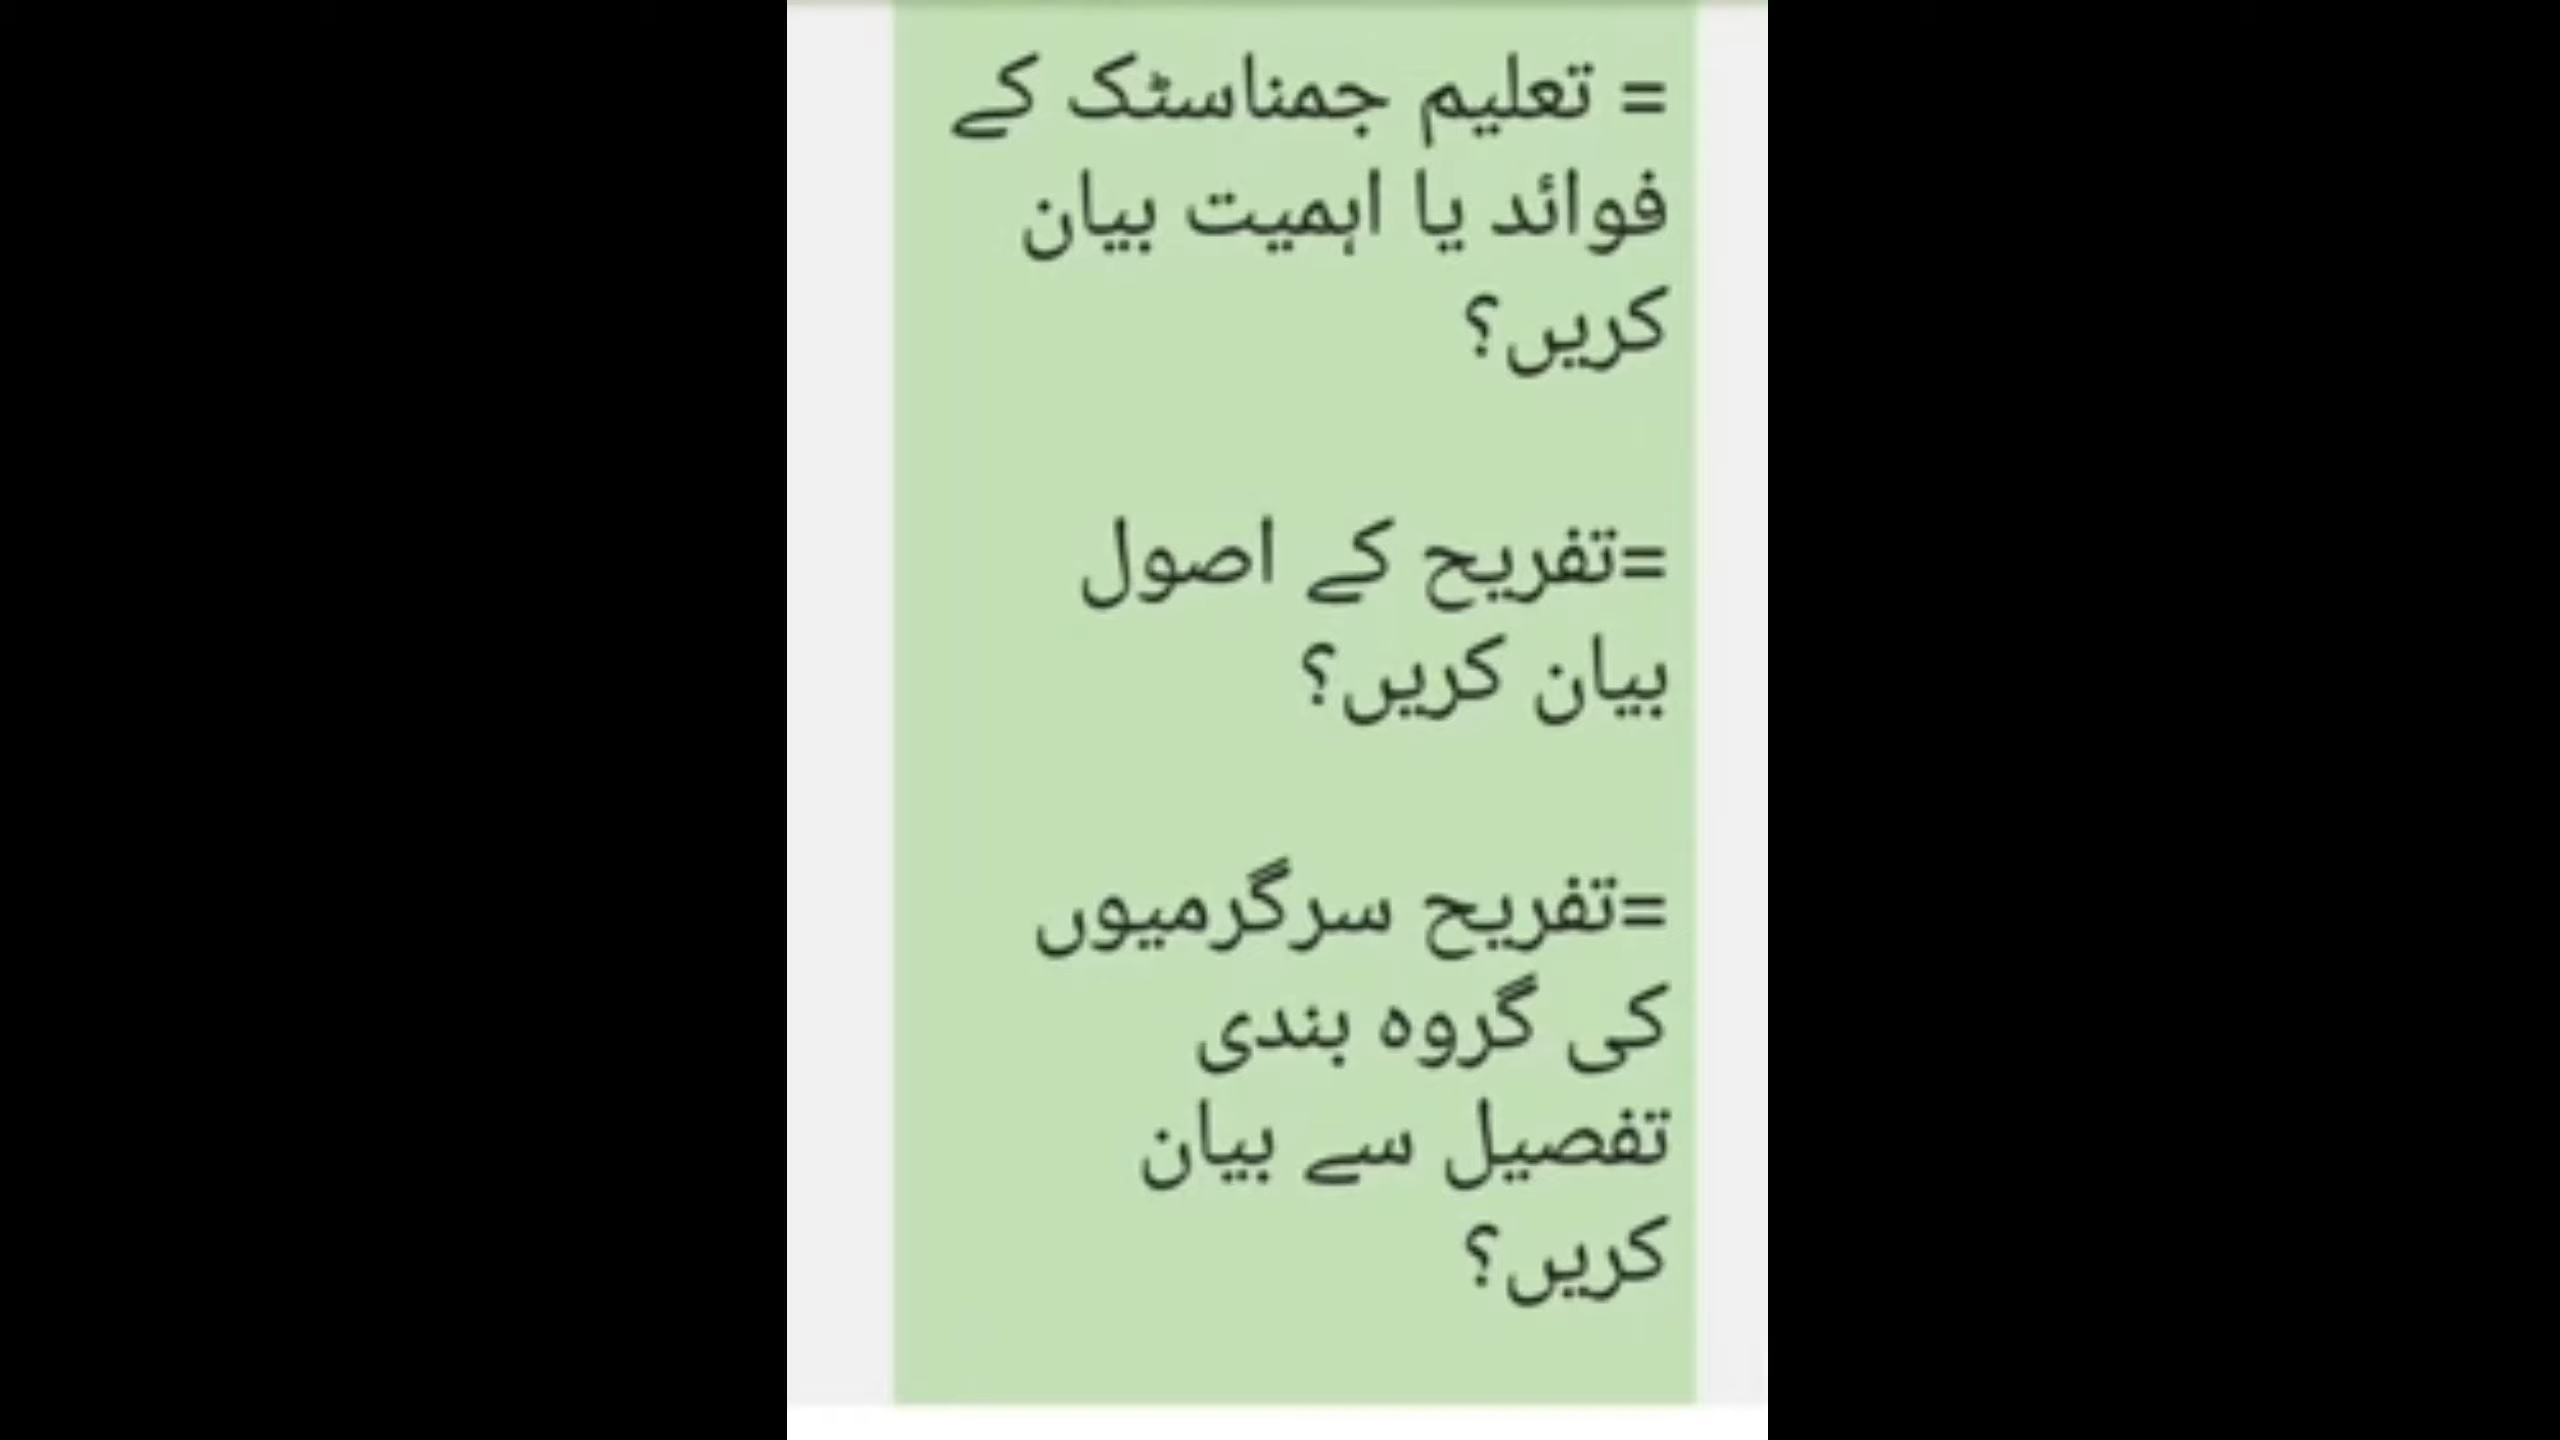 = تعلیم جمناسٹک کے
فوائد یا اہمیت بیان
کریں؟
=تفریح کے اصول
بیان کریں؟
=تفریح سرگرمیوں
کی گروہ بندی
تفصیل سے بیان
کریں؟